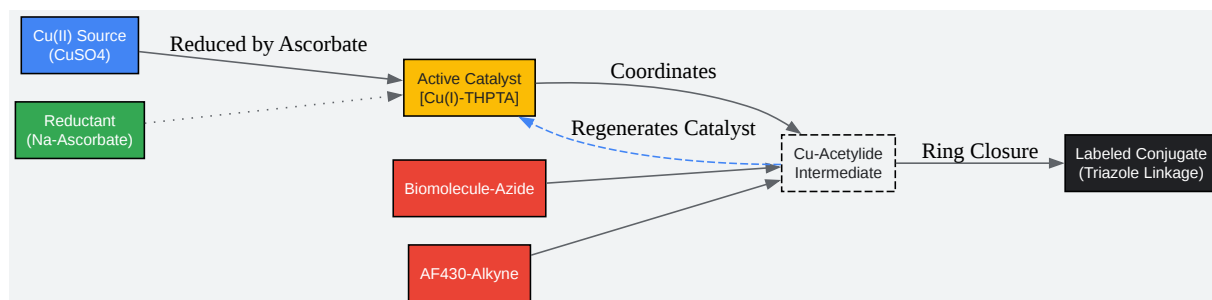 Cu(II) Source
(CuSO4)
Reduced by Ascorbate
Reductant
(Na-Ascorbate)
Active Catalyst
[Cu(I)-THPTA]
Coordinates
Regenerates Catalyst
Biomolecule-Azide
AF430-Alkyne
Cu-Acetylide
Intermediate
Ring Closure
Labeled Conjugate
(Triazole Linkage)